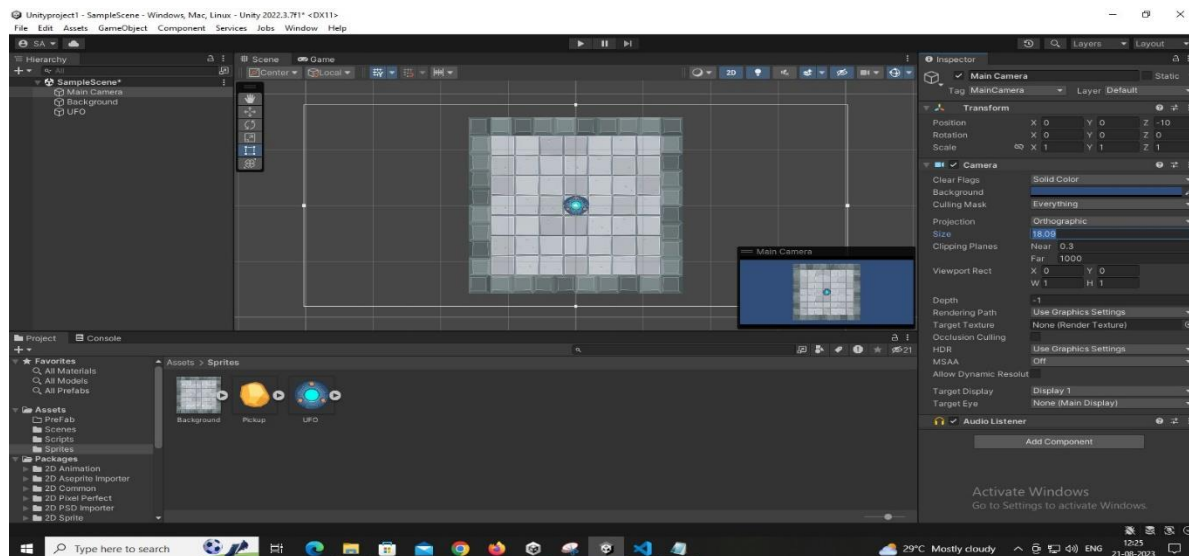 Unityproject1 - SampleScene - Windows, Mac, Linux - Unity 2022.3.7f1* <DX11>
File Edit Assets GameObject Component Services Jobs Window Help
SA
Layers Layout
Hierarchy
All
SampleScene*
Main Camera
Background
UFO
Scene Game
Center Local 2D
Main Camera
Inspector
Main Camera Static
Tag MainCamera Layer Default
Transform
Position X 0 Y 0 Z -10
Rotation X 0 Y 0 Z 0
Scale X 1 Y 1 Z 1
Camera
Clear Flags Solid Color
Background
Culling Mask Everything
Projection Orthographic
Size 18.09
Clipping Planes Near 0.3
Far 1000
Viewport Rect X 0 Y 0
W 1 H 1
Depth -1
Rendering Path Use Graphics Settings
Target Texture None (Render Texture)
Occlusion Culling
HDR Use Graphics Settings
MSAA Off
Allow Dynamic Resolut
Target Display Display 1
Target Eye None (Main Display)
Audio Listener
Add Component
Activate Windows
Go to Settings to activate Windows.
Project Console
21
Favorites
All Materials
All Models
All Prefabs
Assets
PreFab
Scenes
Scripts
Sprites
Packages
2D Animation
2D Aseprite Importer
2D Common
2D Pixel Perfect
2D PSD Importer
2D Sprite
Assets > Sprites
Background Pickup UFO
Type here to search
29°C Mostly cloudy ENG
12:25
21-08-2023